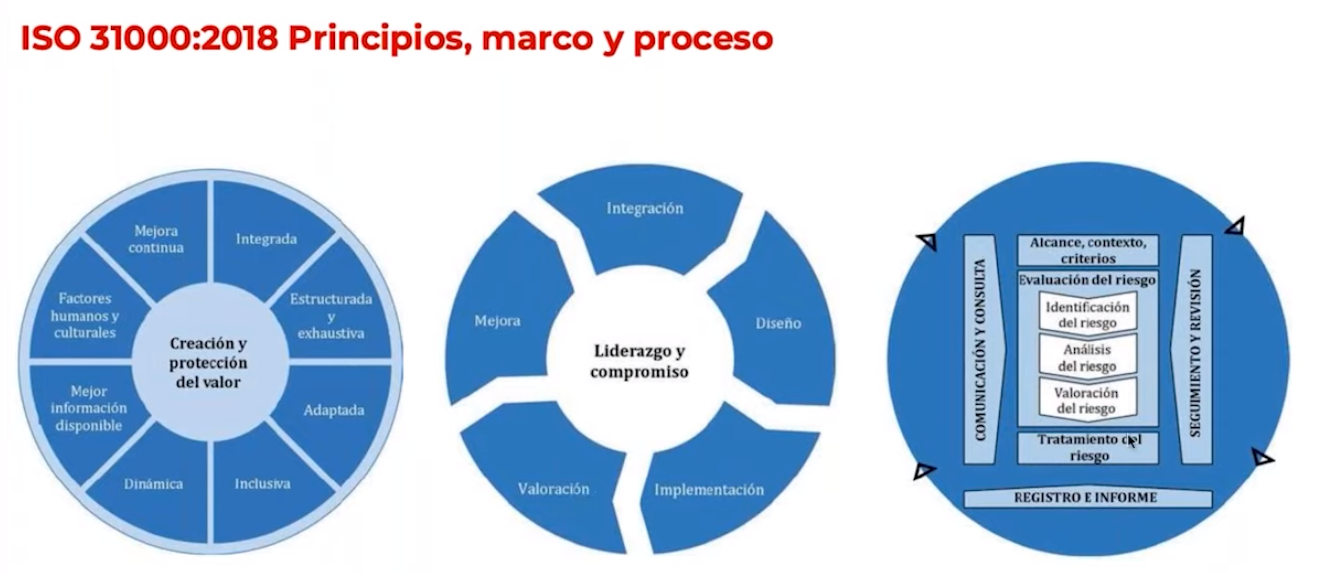 ISO 31000:2018 Principios, marco y proceso
Mejora
continua
Integrada
Estructurada
y
exhaustiva
Adaptada
Inclusiva
Dinámica
Mejor
información
disponible
Factores
humanos y
culturales
Creación y
protección
del valor
Integración
Diseño
Implementación
Valoración
Mejora
Liderazgo y
compromiso
COMUNICACIÓN Y CONSULTA
Alcance, contexto,
criterios
Evaluación del riesgo
Identificación
del riesgo
Análisis
del riesgo
Valoración
del riesgo
Tratamiento del
riesgo
SEGUIMIENTO Y REVISIÓN
REGISTRO E INFORME